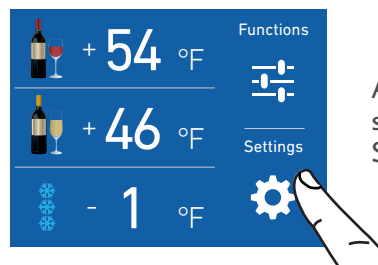 + 54 °F
Functions
+ 46 °F
Settings
- 1 °F
A
s
S